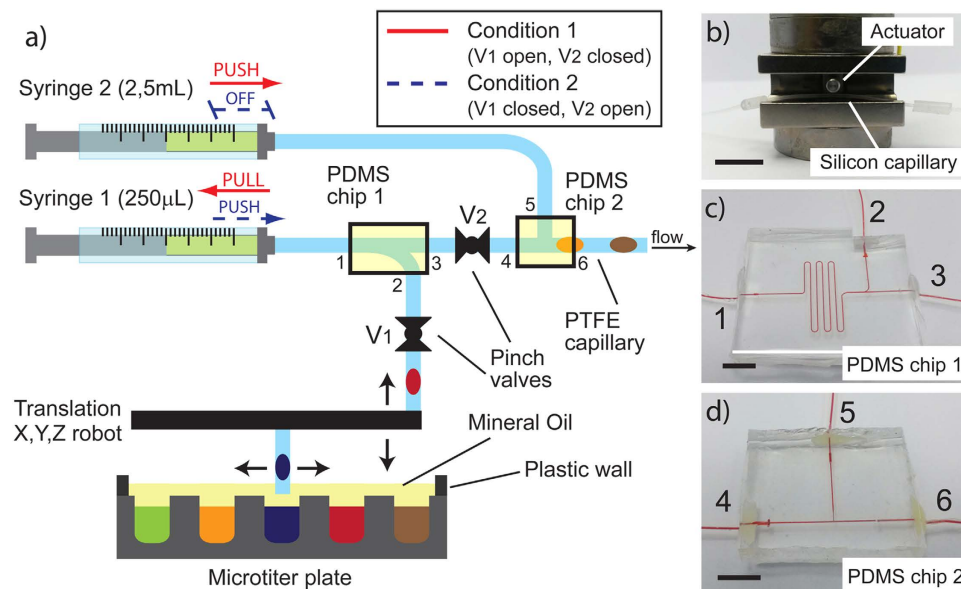 a)
Condition 1
(V1 open, V2 closed)
Condition 2
(V1 closed, V2 open)
PUSH
OFF
Syringe 2 (2,5mL)
PULL
PUSH
Syringe 1 (250µL)
PDMS
chip 1
V2
PDMS
chip 2
1
2
3
4
5
6
flow
V1
Pinch
valves
PTFE
capillary
Translation
X,Y,Z robot
Mineral Oil
Plastic wall
Microtiter plate
b)
Actuator
Silicon capillary
c)
1
2
3
PDMS chip 1
d)
4
5
6
PDMS chip 2